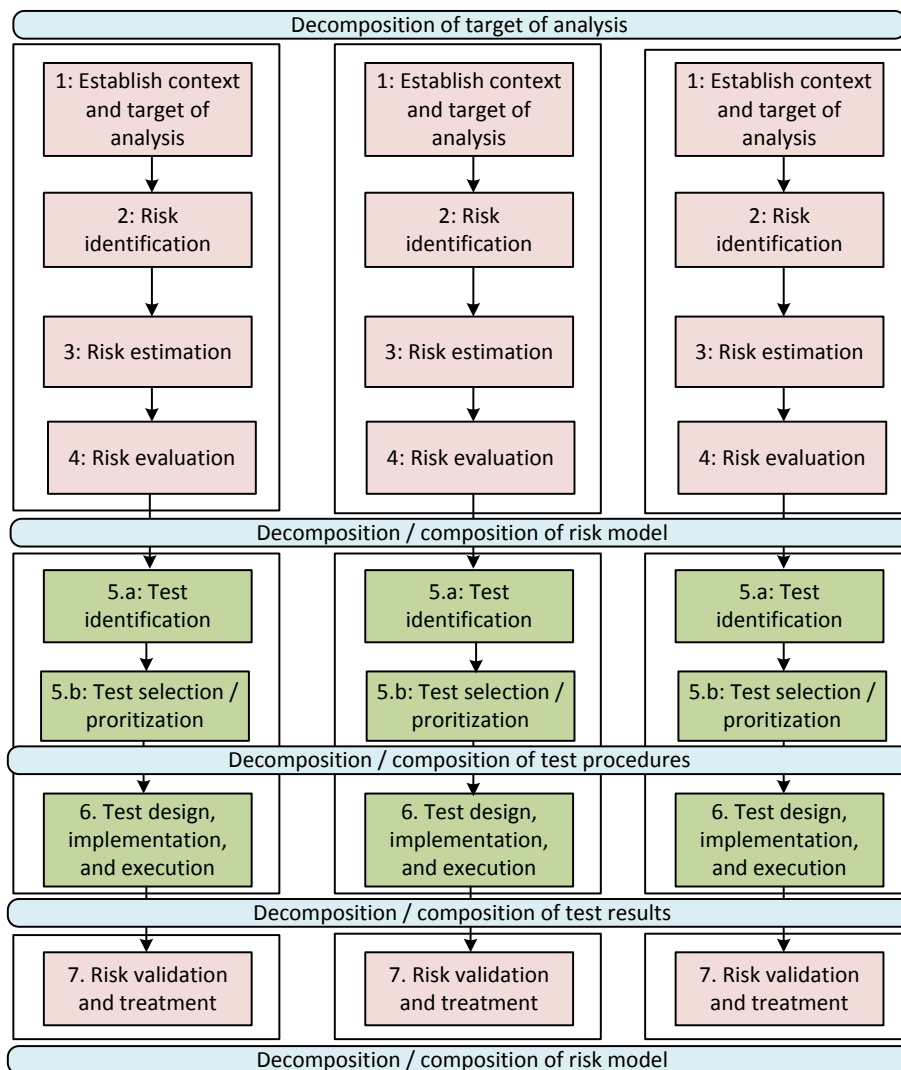 Decomposition of target of analysis
1: Establish context
and target of
analysis
1: Establish context
and target of
analysis
1: Establish context
and target of
analysis
2: Risk
identification
2: Risk
identification
2: Risk
identification
3: Risk estimation
3: Risk estimation
3: Risk estimation
4: Risk evaluation
4: Risk evaluation
4: Risk evaluation
Decomposition / composition of risk model
5.a: Test
identification
5.a: Test
identification
5.a: Test
identification
5.b: Test selection /
proritization
5.b: Test selection /
proritization
5.b: Test selection /
proritization
Decomposition / composition of test procedures
6. Test design,
implementation,
and execution
6. Test design,
implementation,
and execution
6. Test design,
implementation,
and execution
Decomposition / composition of test results
7. Risk validation
and treatment
7. Risk validation
and treatment
7. Risk validation
and treatment
Decomposition / composition of risk model